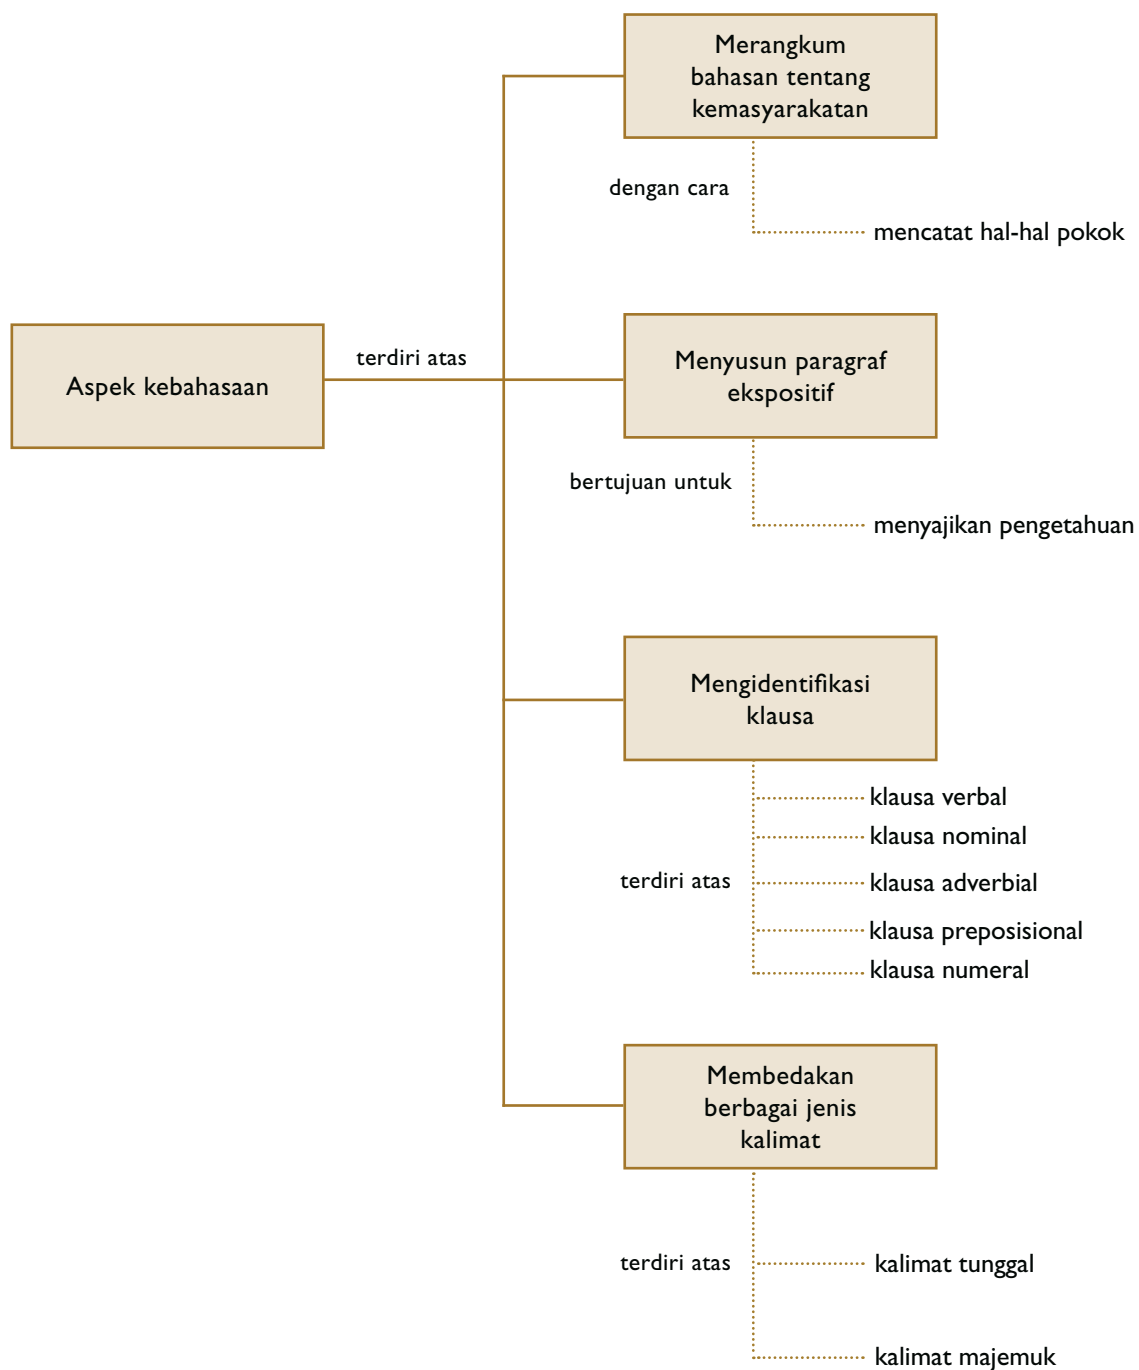 Merangkum
bahasan tentang
kemasyarakatan
dengan cara
mencatat hal-hal pokok
Aspek kebahasaan
terdiri atas
Menyusun paragraf
ekspositif
bertujuan untuk
menyajikan pengetahuan
Mengidentifikasi
klausa
klausa verbal
klausa nominal
terdiri atas
klausa adverbial
klausa preposisional
klausa numeral
Membedakan
berbagai jenis
kalimat
terdiri atas
kalimat tunggal
kalimat majemuk